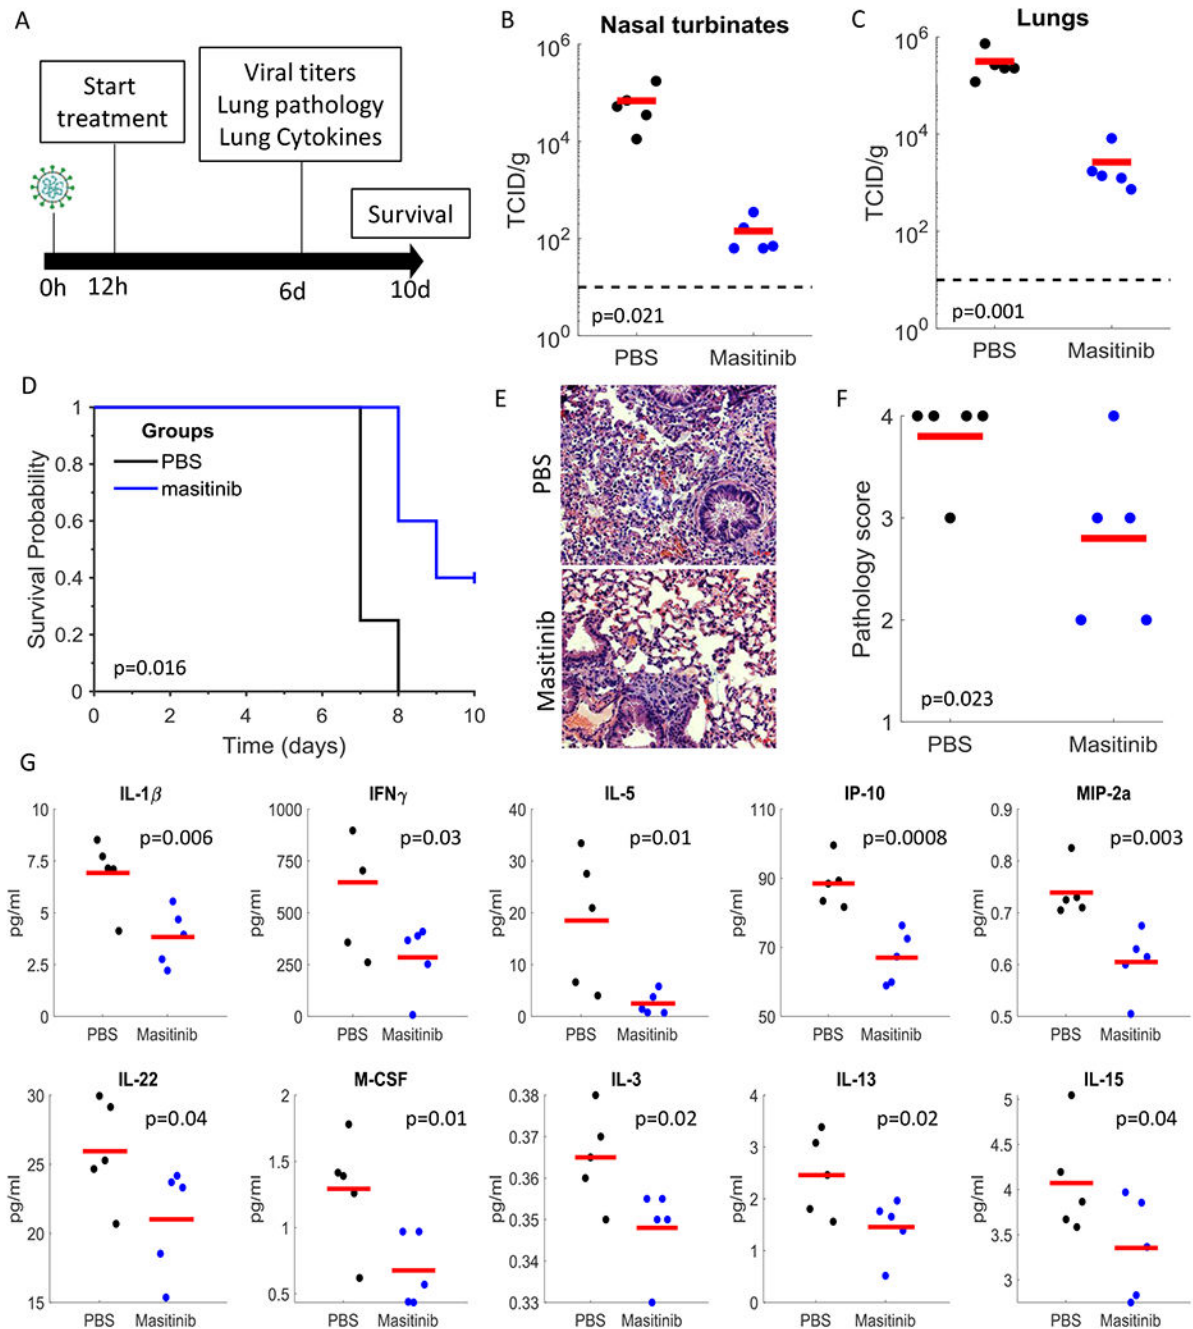 A
Start
treatment
Viral titers
Lung pathology
Lung Cytokines
Survival
0h
12h
6d
10d
B
Nasal turbinates
10^6
10^4
10^2
10^0
TCID/g
p=0.021
PBS
Masitinib
C
Lungs
10^6
10^4
10^2
10^0
TCID/g
p=0.001
PBS
Masitinib
D
1
0.8
0.6
0.4
0.2
0
Survival Probability
Groups
PBS
masitinib
p=0.016
0 2 4 6 8 10
Time (days)
E
PBS
Masitinib
F
4
3
2
1
Pathology score
p=0.023
PBS
Masitinib
G
IL-1β
p=0.006
10
7.5
5
2.5
0
pg/ml
PBS Masitinib
IFNγ
p=0.03
1000
750
500
250
0
pg/ml
PBS Masitinib
IL-5
p=0.01
40
30
20
10
0
pg/ml
PBS Masitinib
IP-10
p=0.0008
110
90
70
50
pg/ml
PBS Masitinib
MIP-2a
p=0.003
0.9
0.8
0.7
0.6
0.5
pg/ml
PBS Masitinib
IL-22
p=0.04
30
25
20
15
pg/ml
PBS Masitinib
M-CSF
p=0.01
2
1.5
1
0.5
pg/ml
PBS Masitinib
IL-3
p=0.02
0.38
0.37
0.36
0.35
0.34
0.33
pg/ml
PBS Masitinib
IL-13
p=0.02
4
3
2
1
0
pg/ml
PBS Masitinib
IL-15
p=0.04
5
4.5
4
3.5
3
pg/ml
PBS Masitinib